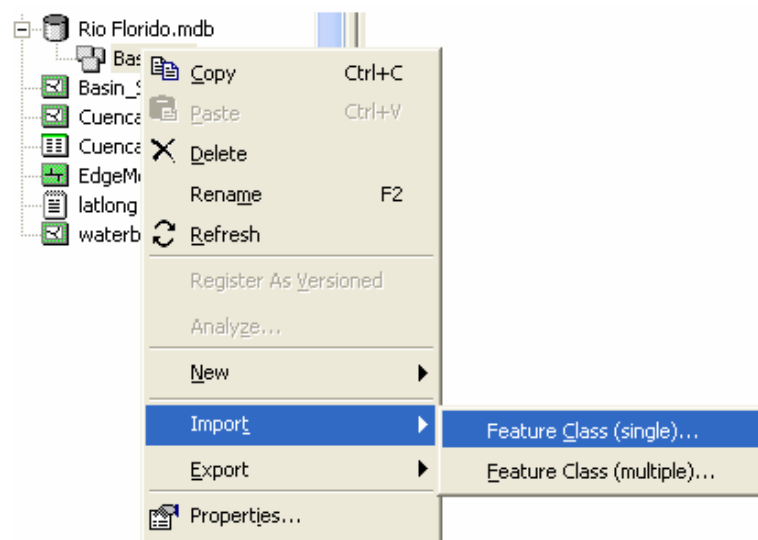 Rio Florido.mdb
Bas
Copy Ctrl+C
Basin_S
Paste Ctrl+V
Cuenca
Delete
Cuenca
Rename F2
EdgeM
latlong
Refresh
waterb
Register As Versioned
Analyze...
New
Import
Feature Class (single)...
Export
Feature Class (multiple)...
Properties...